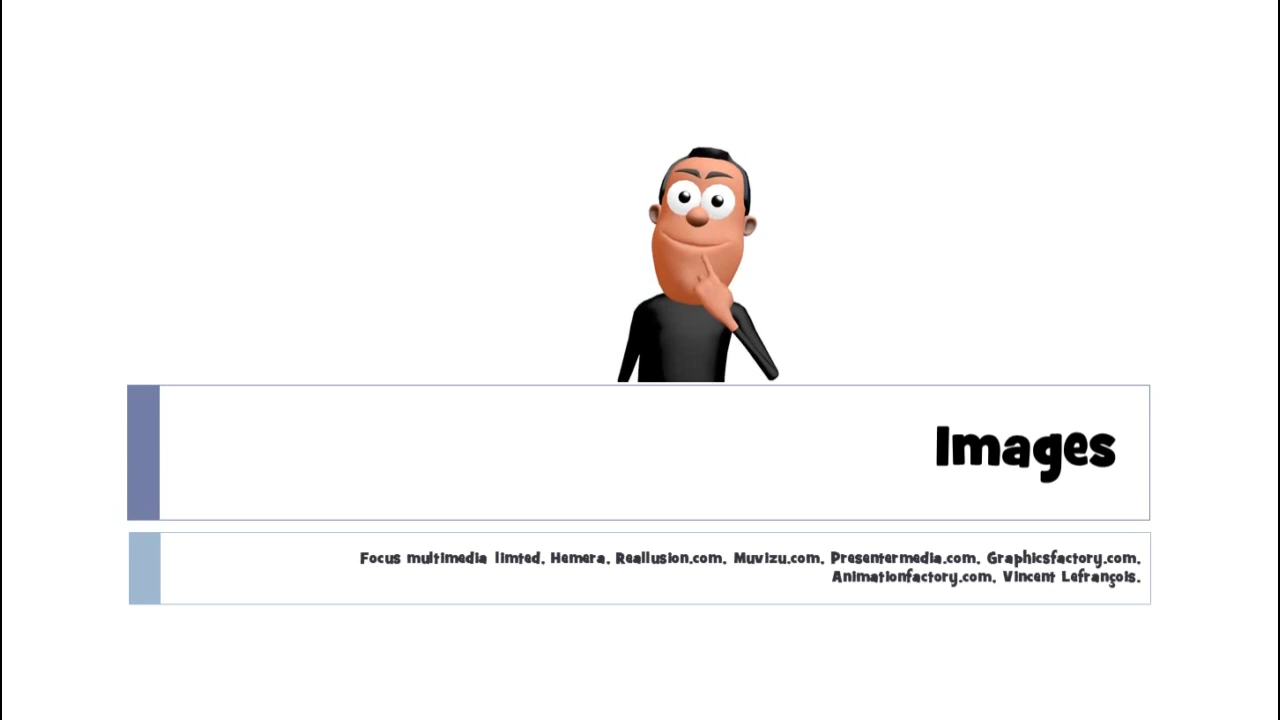 Images
Focus multimedia limted, Hemera, Reallusion.com, Muvizu.com, Presentermedia.com, Graphicsfactory.com,
Animationfactory.com, Vincent Lefrançois.